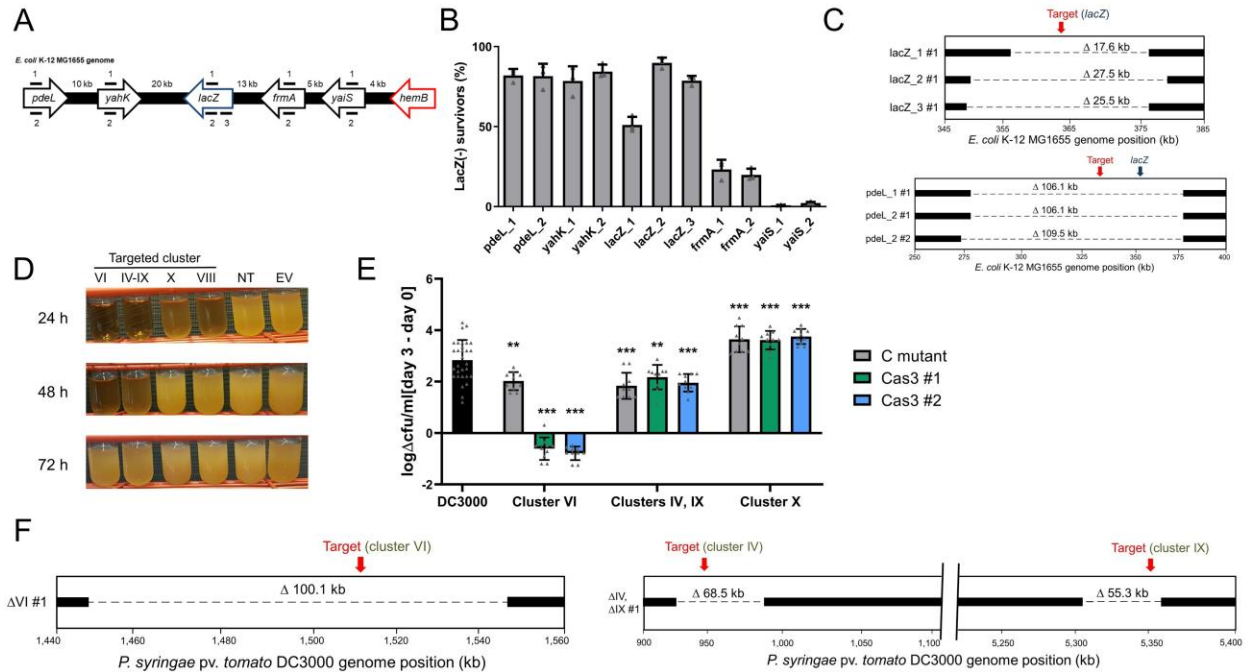 A
E. coli K-12 MG1655 genome
1 1 1 1
10 kb 20 kb 13 kb 5 kb 4 kb
pdeL yahK lacZ frmA yaiS hemB
2 2 2 3 2 2
B
LacZ(-) survivors (%)
100
50
0
pdeL_1 pdeL_2 yahK_1 yahK_2 lacZ_1 lacZ_2 lacZ_3 frmA_1 frmA_2 yaiS_1 yaiS_2
C
Target (lacZ)
lacZ_1 #1 Δ 17.6 kb
lacZ_2 #1 Δ 27.5 kb
lacZ_3 #1 Δ 25.5 kb
345 355 365 375 385
E. coli K-12 MG1655 genome position (kb)
Target lacZ
pdeL_1 #1 Δ 106.1 kb
pdeL_2 #1 Δ 106.1 kb
pdeL_2 #2 Δ 109.5 kb
250 275 300 325 350 375 400
E. coli K-12 MG1655 genome position (kb)
D
Targeted cluster
VI IV-IX X VIII NT EV
24 h
48 h
72 h
E
logΔcfu/ml[day 3 - day 0]
6
4
2
0
-2
** *** *** *** ** *** *** *** ***
DC3000 Cluster VI Clusters IV, IX Cluster X
C mutant
Cas3 #1
Cas3 #2
F
Target (cluster VI)
ΔVI #1 Δ 100.1 kb
1,440 1,460 1,480 1,500 1,520 1,540 1,560
P. syringae pv. tomato DC3000 genome position (kb)
Target (cluster IV) Target (cluster IX)
ΔIV,
ΔIX #1 Δ 68.5 kb Δ 55.3 kb
900 950 1,000 1,050 1,100 5,250 5,300 5,350 5,400
P. syringae pv. tomato DC3000 genome position (kb)